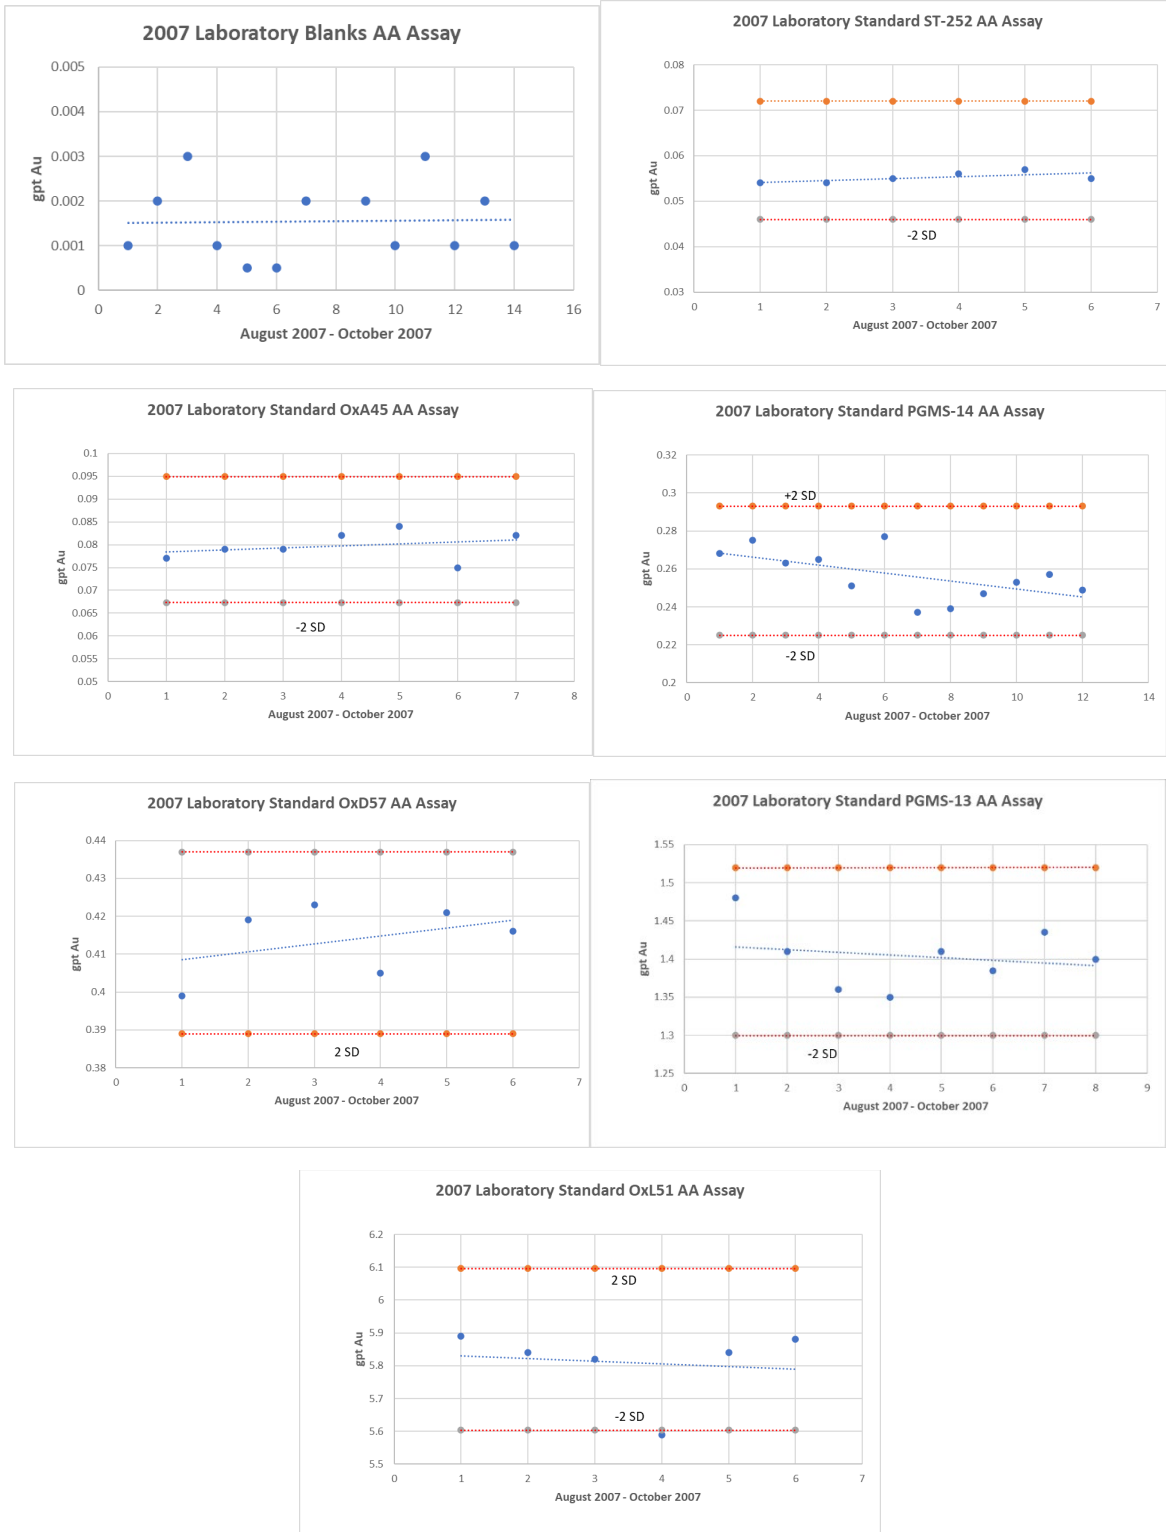 2007 Laboratory Blanks AA Assay
0.005
0.004
0.003
0.002
0.001
0
gpt Au
0 2 4 6 8 10 12 14 16
August 2007 - October 2007
2007 Laboratory Standard ST-252 AA Assay
0.08
0.07
0.06
0.05
0.04
0.03
gpt Au
-2 SD
0 1 2 3 4 5 6 7
August 2007 - October 2007
2007 Laboratory Standard OxA45 AA Assay
0.1
0.095
0.09
0.085
0.08
0.075
0.07
0.065
0.06
0.055
0.05
gpt Au
-2 SD
0 1 2 3 4 5 6 7 8
August 2007 - October 2007
2007 Laboratory Standard PGMS-14 AA Assay
0.32
0.3
0.28
0.26
0.24
0.22
0.2
gpt Au
+2 SD
-2 SD
0 2 4 6 8 10 12 14
August 2007 - October 2007
2007 Laboratory Standard OxD57 AA Assay
0.44
0.43
0.42
0.41
0.4
0.39
0.38
gpt Au
2 SD
0 1 2 3 4 5 6 7
August 2007 - October 2007
2007 Laboratory Standard PGMS-13 AA Assay
1.55
1.5
1.45
1.4
1.35
1.3
1.25
gpt Au
-2 SD
0 1 2 3 4 5 6 7 8 9
August 2007 - October 2007
2007 Laboratory Standard OxL51 AA Assay
6.2
6.1
6
5.9
5.8
5.7
5.6
5.5
gpt Au
2 SD
-2 SD
0 1 2 3 4 5 6 7
August 2007 - October 2007